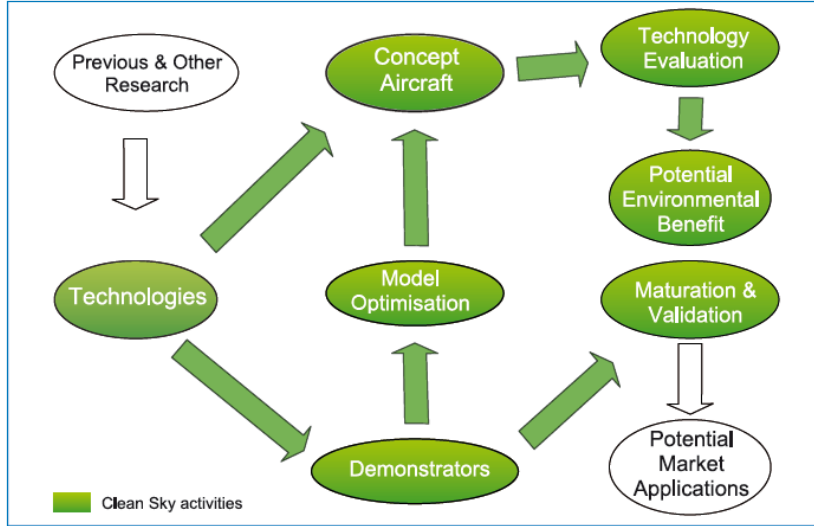 Previous & Other
Research
Concept
Aircraft
Technology
Evaluation
Potential
Environmental
Benefit
Technologies
Model
Optimisation
Maturation &
Validation
Demonstrators
Potential
Market
Applications
Clean Sky activities